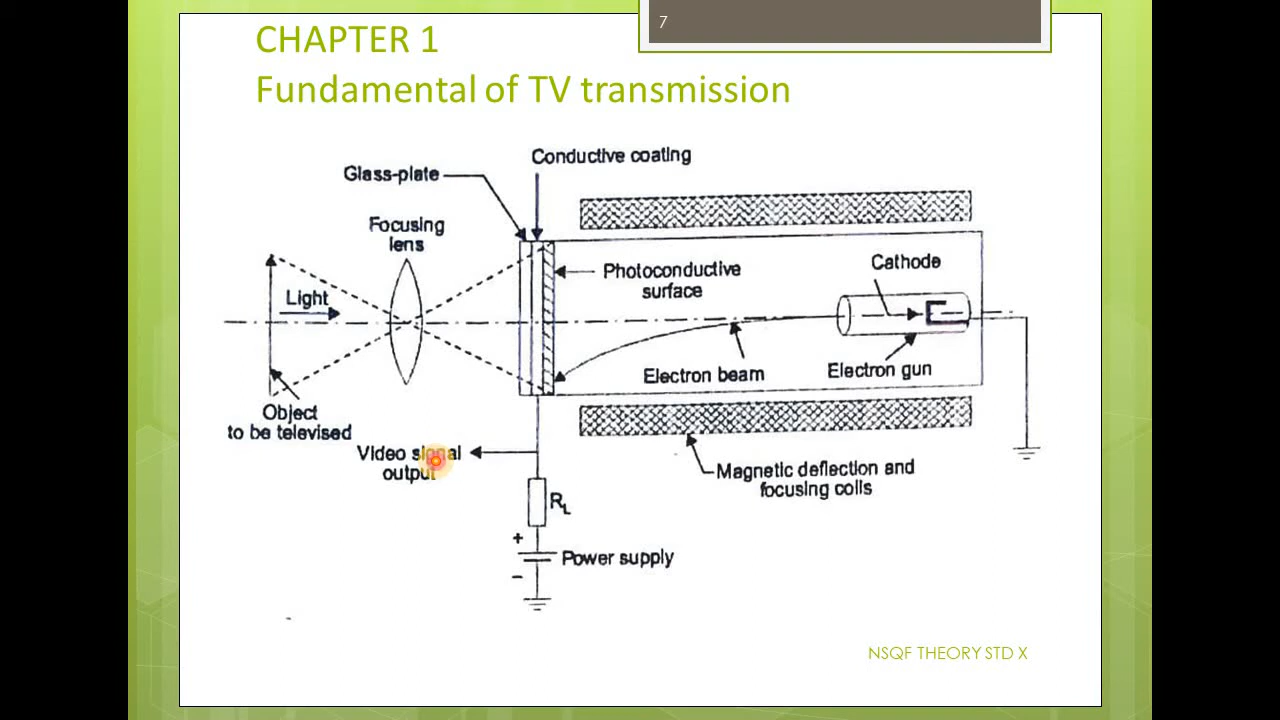 7
CHAPTER 1
Fundamental of TV transmission
Conductive coating
Glass-plate
Focusing
lens
Cathode
Photoconductive
surface
Light
Electron beam
Electron gun
Object
to be televised
Video signal
output
Magnetic deflection and
focusing coils
RL
+
Power supply
–
NSQF THEORY STD X